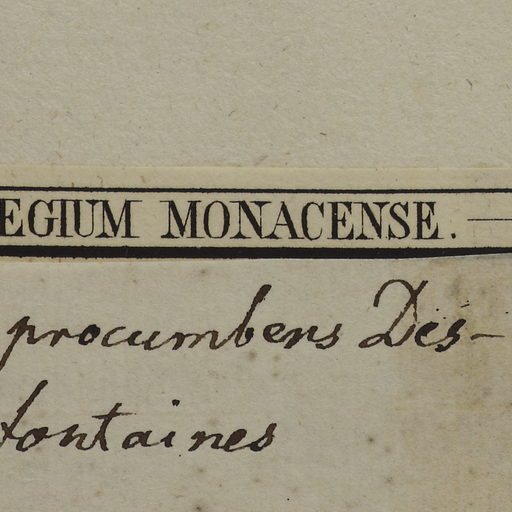 EGIUM MONACENSE.
procumbens Des-
fontaines